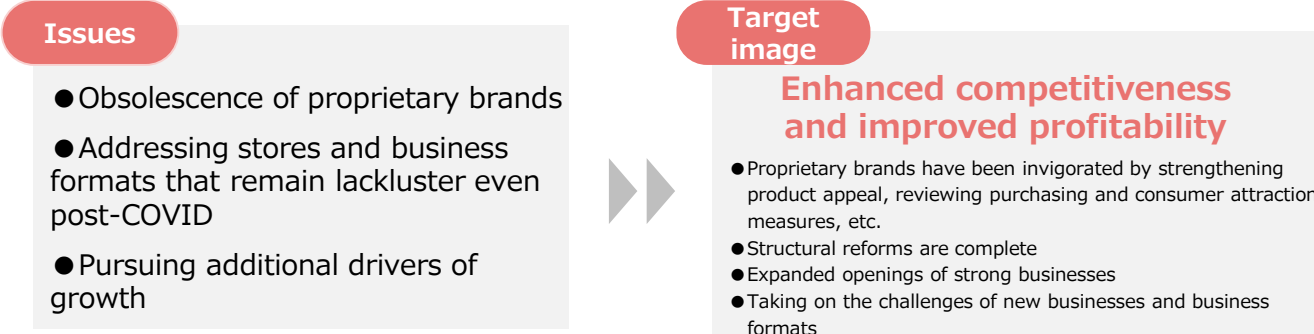 Issues
●Obsolescence of proprietary brands
●Addressing stores and business
formats that remain lackluster even
post-COVID
●Pursuing additional drivers of
growth
Target
image
Enhanced competitiveness
and improved profitability
●Proprietary brands have been invigorated by strengthening
product appeal, reviewing purchasing and consumer attraction
measures, etc.
●Structural reforms are complete
●Expanded openings of strong businesses
●Taking on the challenges of new businesses and business
formats